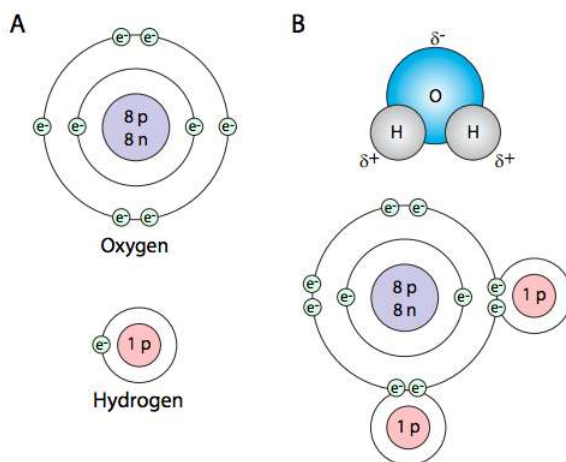 A
e- e-
e- e- 8 p e- e-
8 n
e- e-
Oxygen
e- 1 p
Hydrogen
B
δ-
O
H H
δ+ δ+
e- e-
e- e- 8 p e- e- 1 p
e- 8 n e-
e- e-
1 p